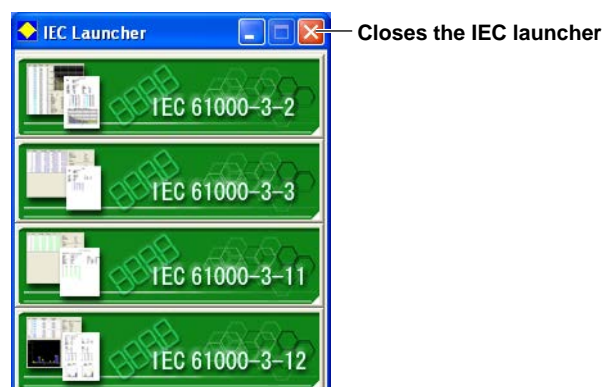 IEC Launcher
Closes the IEC launcher
IEC 61000-3-2
IEC 61000-3-3
IEC 61000-3-11
IEC 61000-3-12